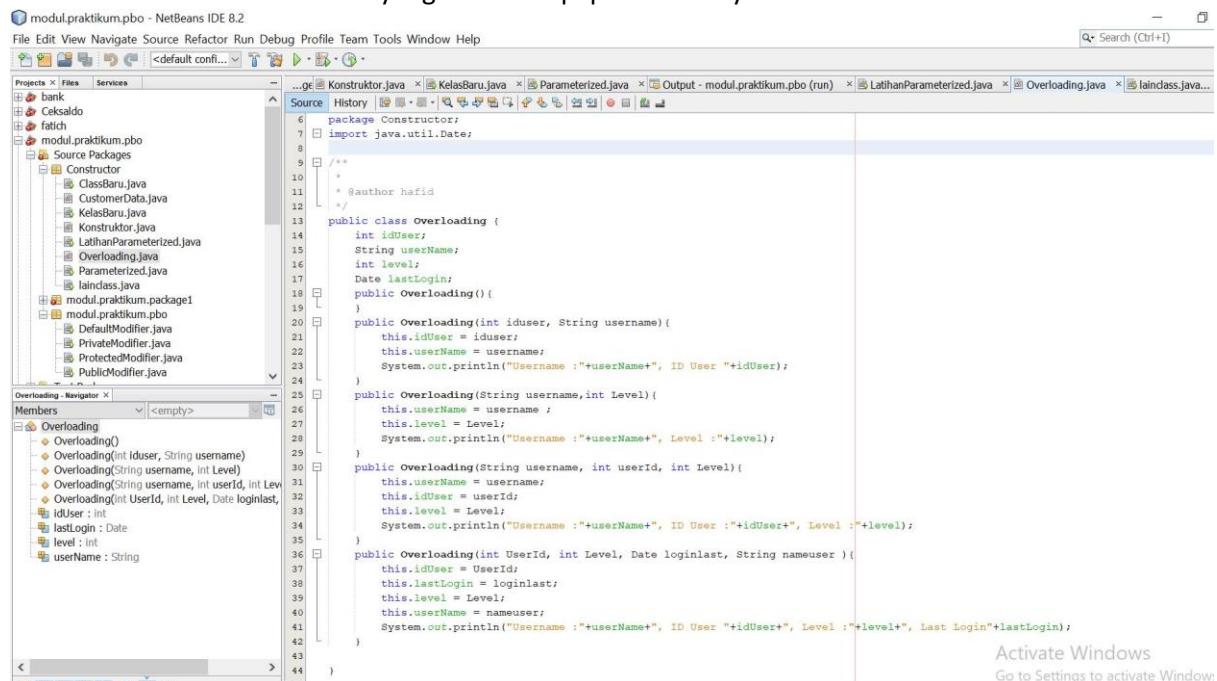 modul.praktikum.pbo - NetBeans IDE 8.2
File Edit View Navigate Source Refactor Run Debug Profile Team Tools Window Help
Search (Ctrl+I)
<default confi...
Projects Files Services
bank
Ceksaldo
fatich
modul.praktikum.pbo
Source Packages
Constructor
ClassBaru.java
CustomerData.java
KelasBaru.java
Konstruktor.java
LatihanParameterized.java
Overloading.java
Parameterized.java
lainclass.java
modul.praktikum.package1
modul.praktikum.pbo
DefaultModifier.java
PrivateModifier.java
ProtectedModifier.java
PublicModifier.java
Overloading - Navigator
Members <empty>
Overloading
Overloading()
Overloading(int iduser, String username)
Overloading(String username, int Level)
Overloading(String username, int userId, int Lev
Overloading(int UserId, int Level, Date loginlast,
idUser : int
lastLogin : Date
level : int
userName : String
...ge Konstruktor.java KelasBaru.java Parameterized.java Output - modul.praktikum.pbo (run) LatihanParameterized.java Overloading.java lainclass.java...
Source History
6 package Constructor;
7 import java.util.Date;
8
9 /**
10 *
11 * @author hafid
12 */
13 public class Overloading {
14 int idUser;
15 String userName;
16 int level;
17 Date lastLogin;
18 public Overloading(){
19 }
20 public Overloading(int iduser, String username){
21 this.idUser = iduser;
22 this.userName = username;
23 System.out.println("Username :"+userName+", ID User "+idUser);
24 }
25 public Overloading(String username,int Level){
26 this.userName = username ;
27 this.level = Level;
28 System.out.println("Username :"+userName+", Level :"+level);
29 }
30 public Overloading(String username, int userId, int Level){
31 this.userName = username;
32 this.idUser = userId;
33 this.level = Level;
34 System.out.println("Username :"+userName+", ID User :"+idUser+", Level :"+level);
35 }
36 public Overloading(int UserId, int Level, Date loginlast, String nameuser ){
37 this.idUser = UserId;
38 this.lastLogin = loginlast;
39 this.level = Level;
40 this.userName = nameuser;
41 System.out.println("Username :"+userName+", ID User "+idUser+", Level :"+level+", Last Login"+lastLogin);
42 }
43
44 }
Activate Windows
Go to Settings to activate Windows